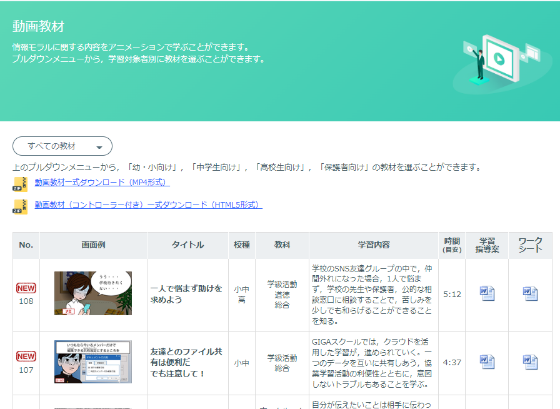 動画教材
情報モラルに関する内容をアニメーションで学ぶことができます。
プルダウンメニューから，学習対象者別に教材を選ぶことができます。
すべての教材
上のプルダウンメニューから，「幼・小向け」，「中学生向け」，「高校生向け」，「保護者向け」の教材を選ぶことができます。
動画教材一式ダウンロード（MP4形式）
動画教材（コントローラー付き）一式ダウンロード（HTML5形式）
No. 画面例 タイトル 校種 教科 学習内容 時間 学習 ワーク
(目安) 指導案 シート
学校のSNS友達グループの中で，仲
間外れになった場合，1人で悩ま
ず，学校の先生や保護者，公的な相
談窓口に相談することで，苦しみを
少しでも和らげることができること
を知る。
NEW
108
一人で悩まず助けを
求めよう
小中
高
学級活動
道徳
総合
5:12
GIGAスクールでは，クラウドを活
用した学習が，進められていく。一
つのデータを互いに共有しあう，協
業学習活動の利便性とともに，意図
しないトラブルもあることを学ぶ。
NEW
107
友達とのファイル共
有は便利だ
でも注意して！
小中
学級活動
総合
4:37
自分が伝えたいことは相手に伝わっ